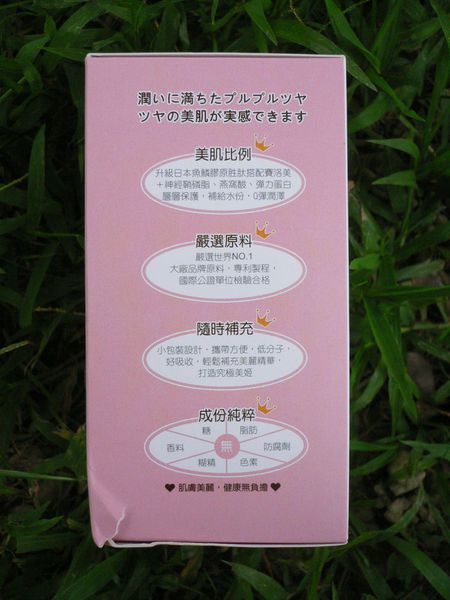 潤いに満ちたプルプルツヤ
ツヤの美肌が実感できます
美肌比例
升級日本魚鱗膠原胜肽搭配賽洛美
+神經鞘磷脂、燕窩酸、彈力蛋白
層層保護，補給水份，Q彈潤澤
嚴選原料
嚴選世界NO.1
大廠品牌原料，專利製程，
國際公證單位檢驗合格
隨時補充
小包裝設計，攜帶方便，低分子，
好吸收，輕鬆補充美麗精華，
打造究極美姬
成份純粹
糖 脂肪
香料 無 防腐劑
糊精 色素
♥ 肌膚美麗，健康無負擔 ♥